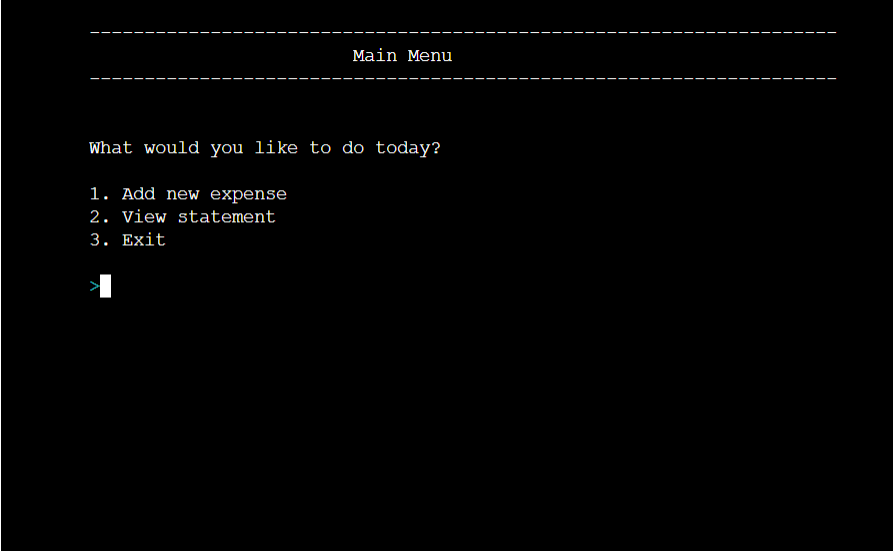 --------------------------------------------------------------------
Main Menu
--------------------------------------------------------------------
What would you like to do today?
1. Add new expense
2. View statement
3. Exit
>